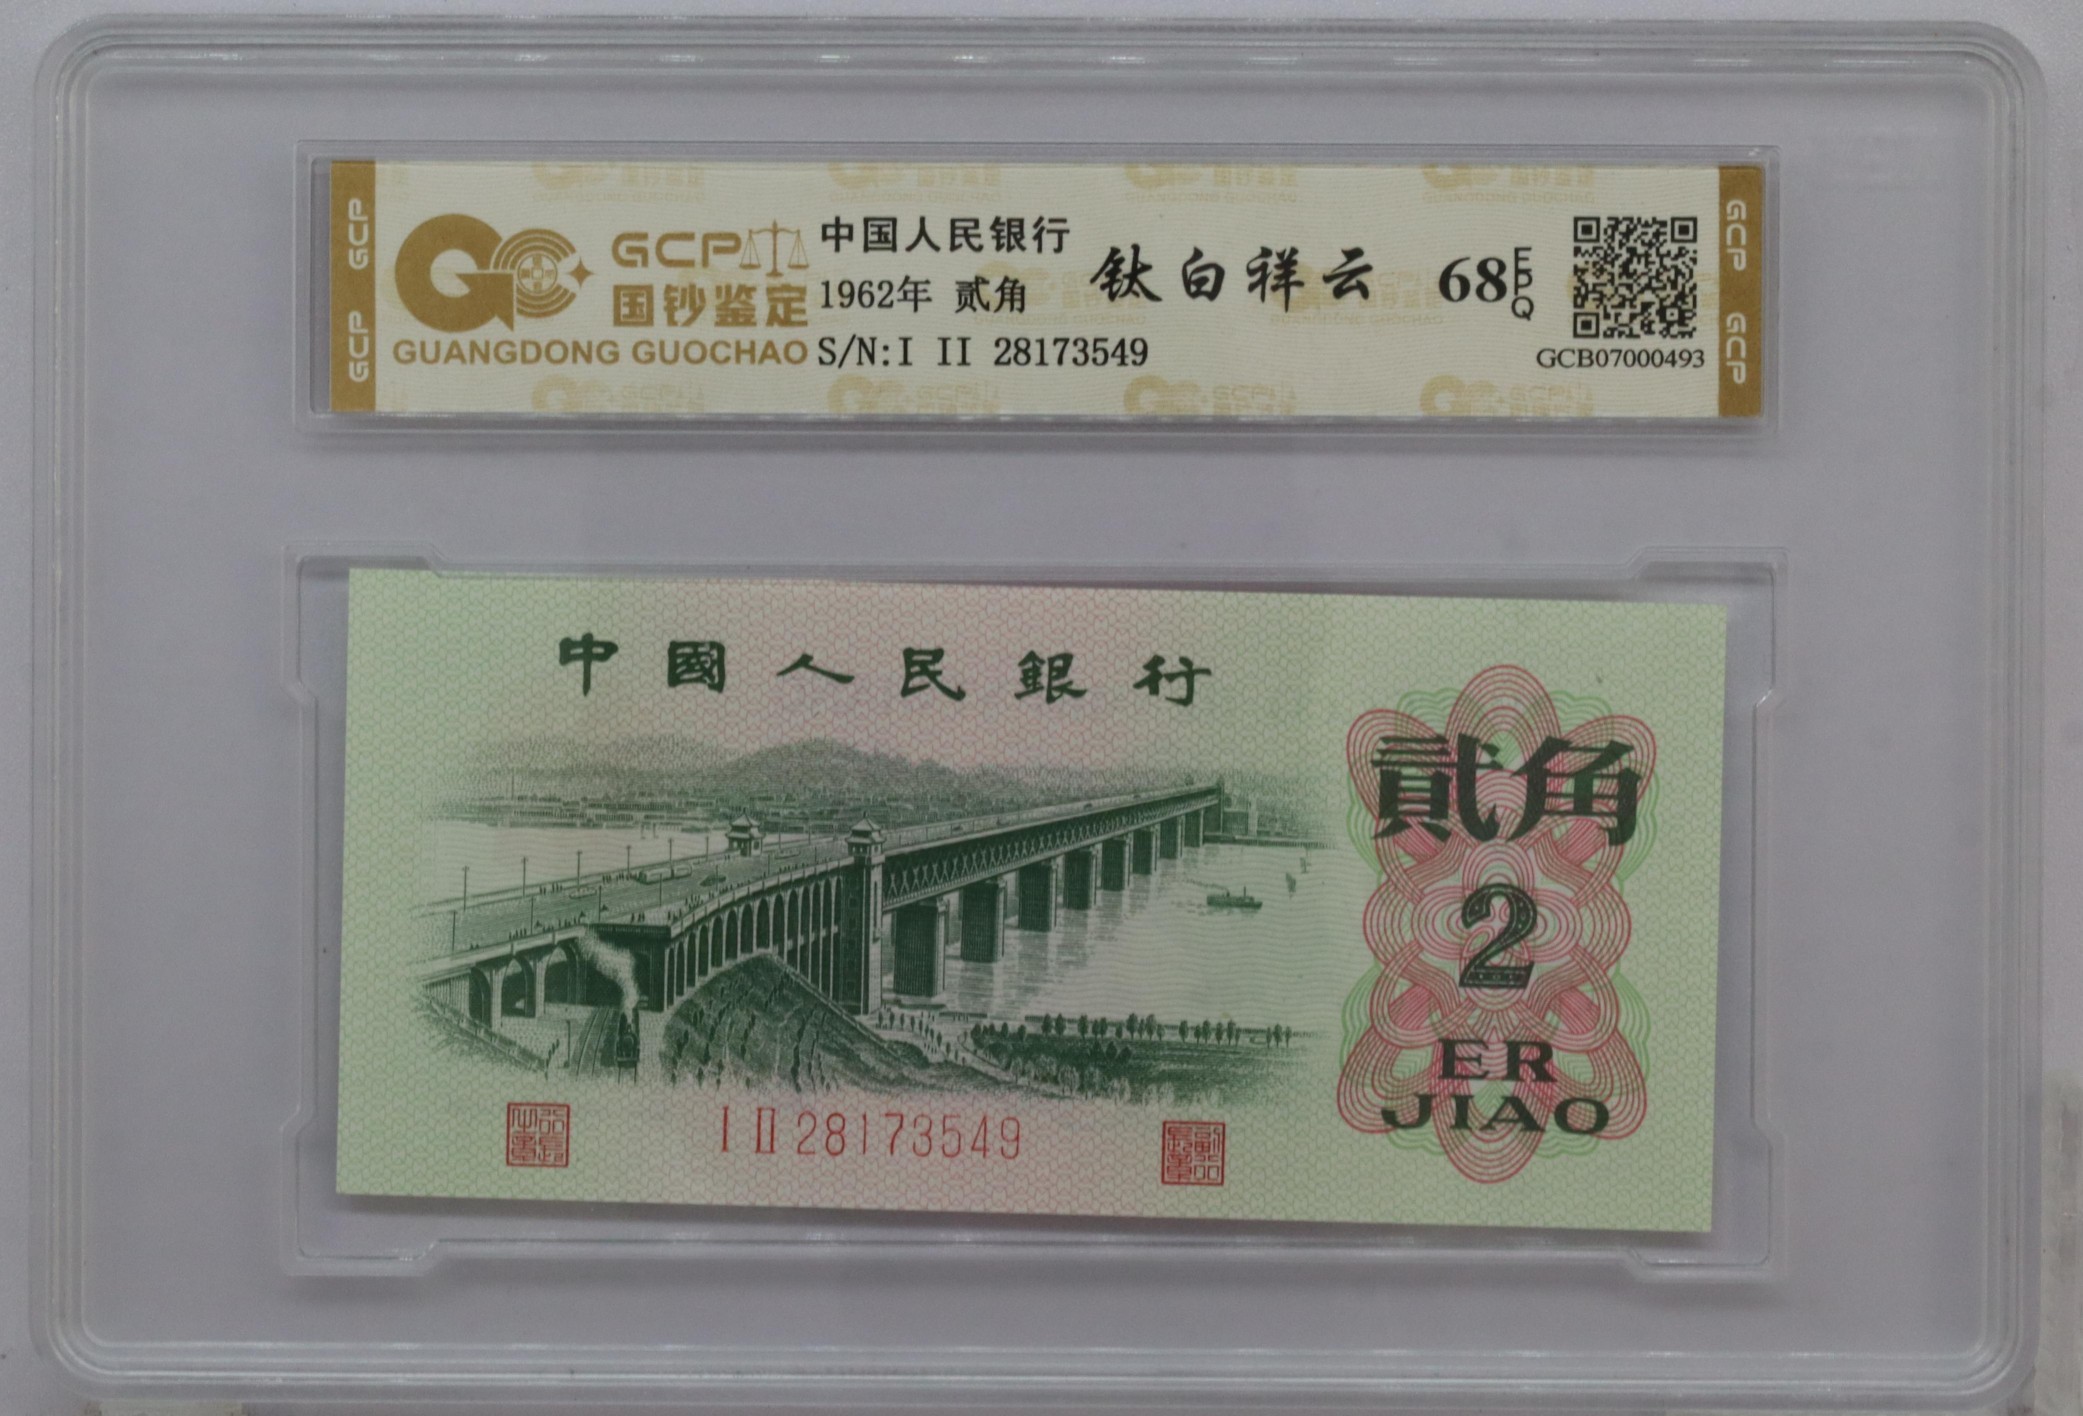 GCP GCP
GCP
国钞鉴定
GUANGDONG GUOCHAO
中国人民银行
1962年 贰角
S/N:I II 28173549
钛白祥云
68 EPQ
GCB07000493
GCP GCP
中國人民銀行
貳角
2
ER
JIAO
I II 28173549